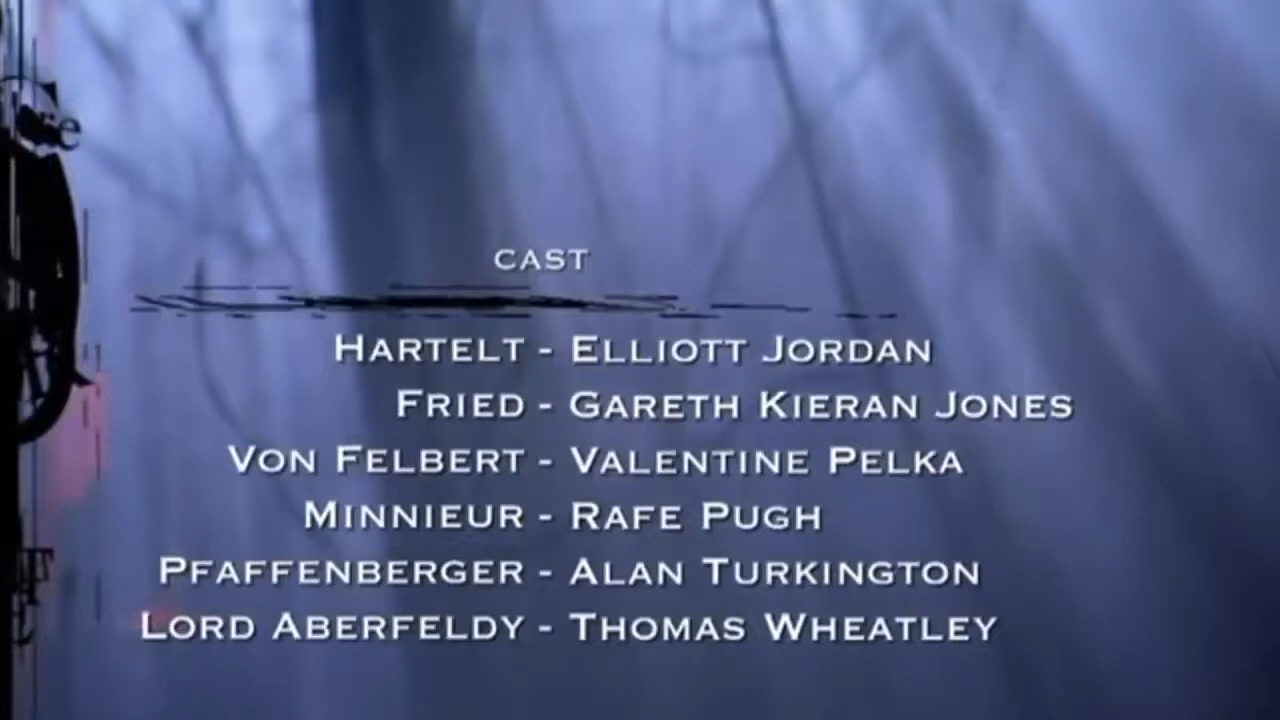 CAST
HARTELT - ELLIOTT JORDAN
FRIED - GARETH KIERAN JONES
VON FELBERT - VALENTINE PELKA
MINNIEUR - RAFE PUGH
PFAFFENBERGER - ALAN TURKINGTON
LORD ABERFELDY - THOMAS WHEATLEY